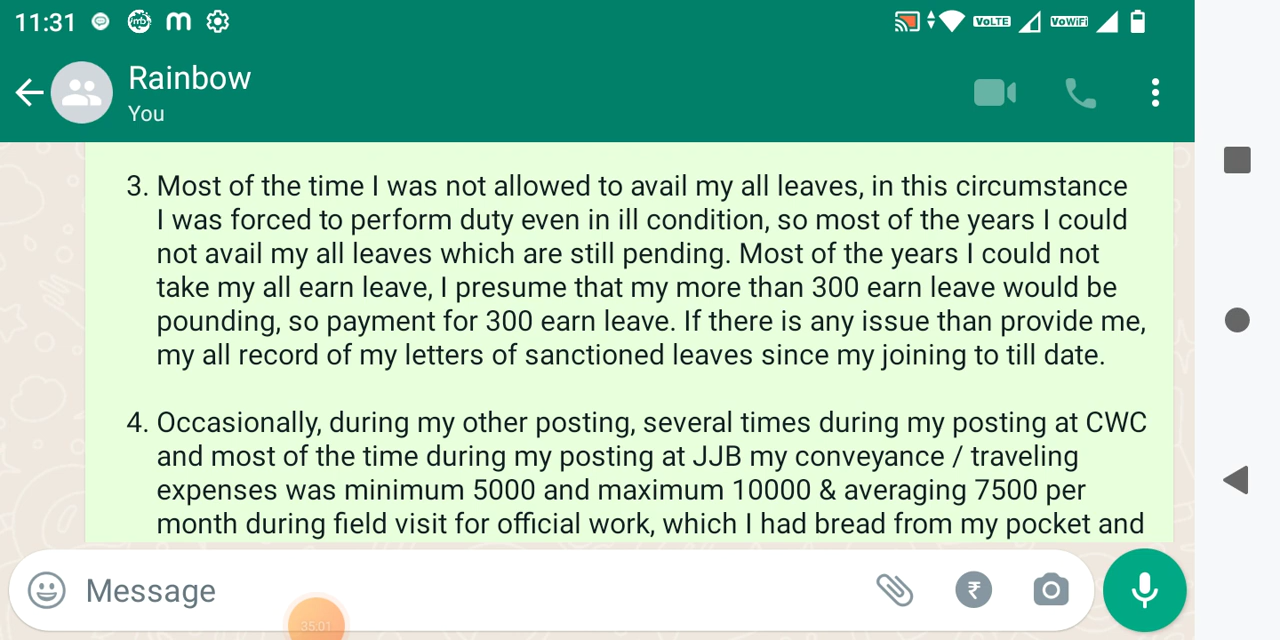 11:31
VoLTE
VoWiFi
Rainbow
You
3. Most of the time I was not allowed to avail my all leaves, in this circumstance
I was forced to perform duty even in ill condition, so most of the years I could
not avail my all leaves which are still pending. Most of the years I could not
take my all earn leave, I presume that my more than 300 earn leave would be
pounding, so payment for 300 earn leave. If there is any issue than provide me,
my all record of my letters of sanctioned leaves since my joining to till date.
4. Occasionally, during my other posting, several times during my posting at CWC
and most of the time during my posting at JJB my conveyance / traveling
expenses was minimum 5000 and maximum 10000 & averaging 7500 per
month during field visit for official work, which I had bread from my pocket and
Message
₹
35:01